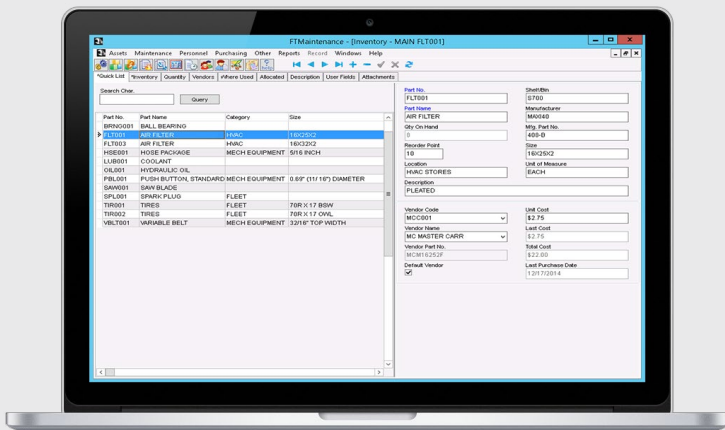 FTMaintenance - [Inventory - MAIN FLT001]
Assets Maintenance Personnel Purchasing Other Reports Record Windows Help
*Quick List *Inventory Quantity Vendors Where Used Allocated Description User Fields Attachments
Search Char.
Query
Part No. Part Name Category Size
BRNG001 BALL BEARING
FLT001 AIR FILTER HVAC 16X25X2
FLT003 AIR FILTER HVAC 16X32X2
HSE001 HOSE PACKAGE MECH EQUIPMENT 5/16 INCH
LUB001 COOLANT
OIL001 HYDRAULIC OIL
PBL001 PUSH BUTTON, STANDARD MECH EQUIPMENT 0.69" (11/16") DIAMETER
SAW001 SAW BLADE
SPL001 SPARK PLUG FLEET
TIR001 TIRES FLEET 70R X 17 BSW
TIR002 TIRES FLEET 70R X 17 OWL
VBLT001 VARIABLE BELT MECH EQUIPMENT 32/16" TOP WIDTH
Part No. Shelf/Bin
FLT001 S700
Part Name Manufacturer
AIR FILTER MAX040
Qty On Hand Mfg. Part No.
0 400-B
Reorder Point Size
10 16X25X2
Location Unit of Measure
HVAC STORES EACH
Description
PLEATED
Vendor Code Unit Cost
MCC001 $2.75
Vendor Name Last Cost
MC MASTER CARR $2.75
Vendor Part No. Total Cost
MCM16252F $22.00
Default Vendor Last Purchase Date
12/17/2014